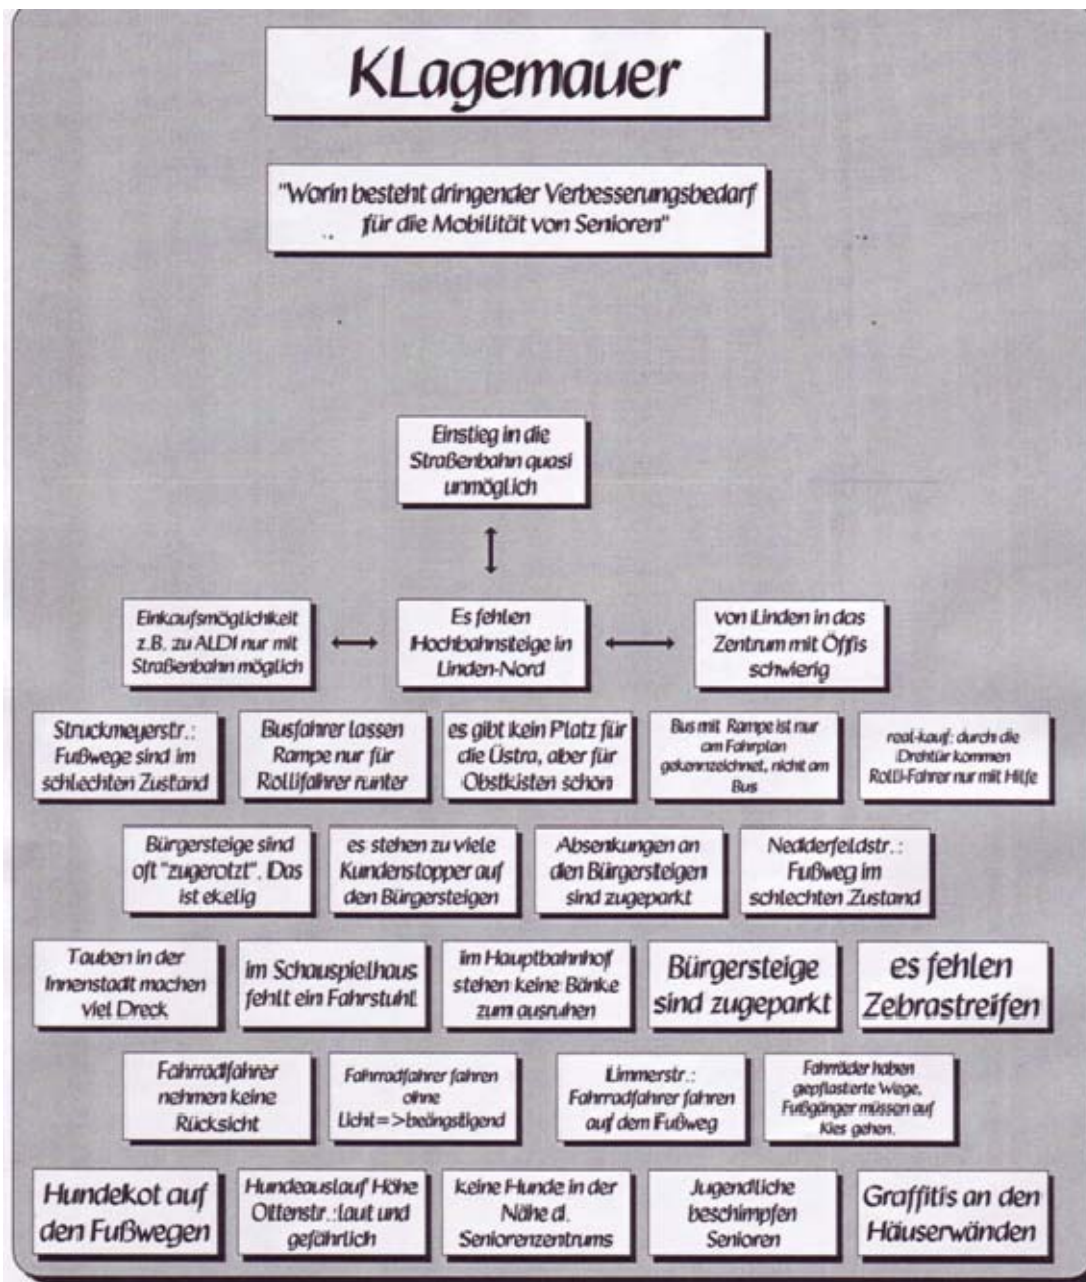 KLagemauer
"Worin besteht dringender Verbesserungsbedarf
für die Mobilität von Senioren"
Einstieg in die
Straßenbahn quasi
unmöglich
Einkaufsmöglichkeit
z.B. zu ALDI nur mit
Straßenbahn möglich
Es fehlen
Hochbahnsteige in
Linden-Nord
von Linden in das
Zentrum mit Öffis
schwierig
Struckmeyerstr.:
Fußwege sind im
schlechten Zustand
Busfahrer lassen
Rampe nur für
Rollifahrer runter
es gibt kein Platz für
die Üstra, aber für
Obstkisten schon
Bus mit Rampe ist nur
am Fahrplan
gekennzeichnet, nicht am
Bus
real-kauf: durch die
Drehtür kommen
Rolli-Fahrer nur mit Hilfe
Bürgersteige sind
oft "zugerotzt". Das
ist ekelig
es stehen zu viele
Kundenstopper auf
den Bürgersteigen
Absenkungen an
den Bürgersteigen
sind zugeparkt
Nedderfeldstr.:
Fußweg im
schlechten Zustand
Tauben in der
Innenstadt machen
viel Dreck
im Schauspielhaus
fehlt ein Fahrstuhl
im Hauptbahnhof
stehen keine Bänke
zum ausruhen
Bürgersteige
sind zugeparkt
es fehlen
Zebrastreifen
Fahrradfahrer
nehmen keine
Rücksicht
Fahrradfahrer fahren
ohne
Licht=>beängstigend
Limmerstr.:
Fahrradfahrer fahren
auf dem Fußweg
Fahrräder haben
gepflasterte Wege,
Fußgänger müssen auf
Kies gehen.
Hundekot auf
den Fußwegen
Hundeauslauf Höhe
Ottenstr.:laut und
gefährlich
keine Hunde in der
Nähe d.
Seniorenzentrums
Jugendliche
beschimpfen
Senioren
Graffitis an den
Häuserwänden